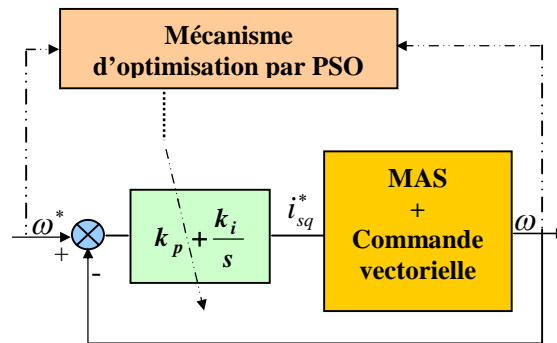 Mécanisme
d’optimisation par PSO
ω*
+
-
k_p + k_i/s
i*_sq
MAS
+
Commande
vectorielle
ω